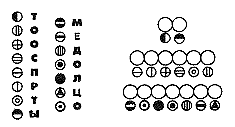 Т
О
О
С
П
Р
Т
Ы
М
Е
Д
О
Л
Ц
О